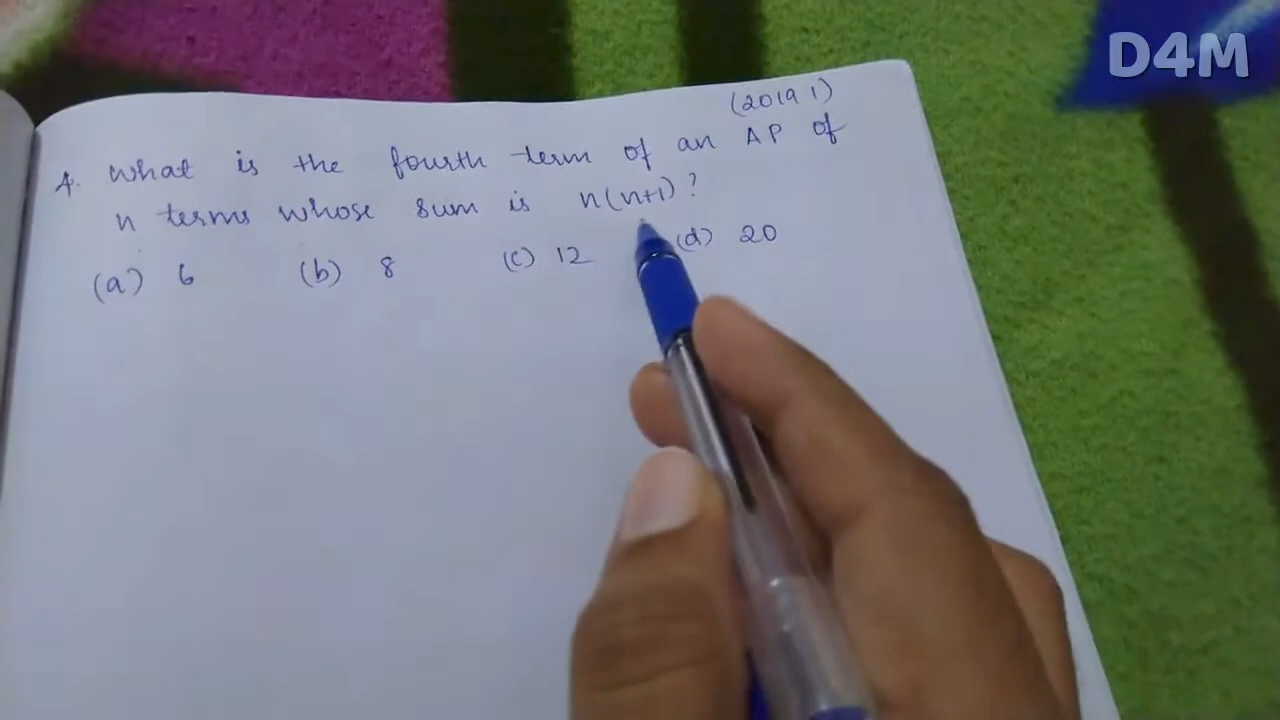 D4M
(2019 1)
4. What is the fourth term of an AP of
n terms whose sum is n(n+1)?
(a) 6 (b) 8 (c) 12 (d) 20